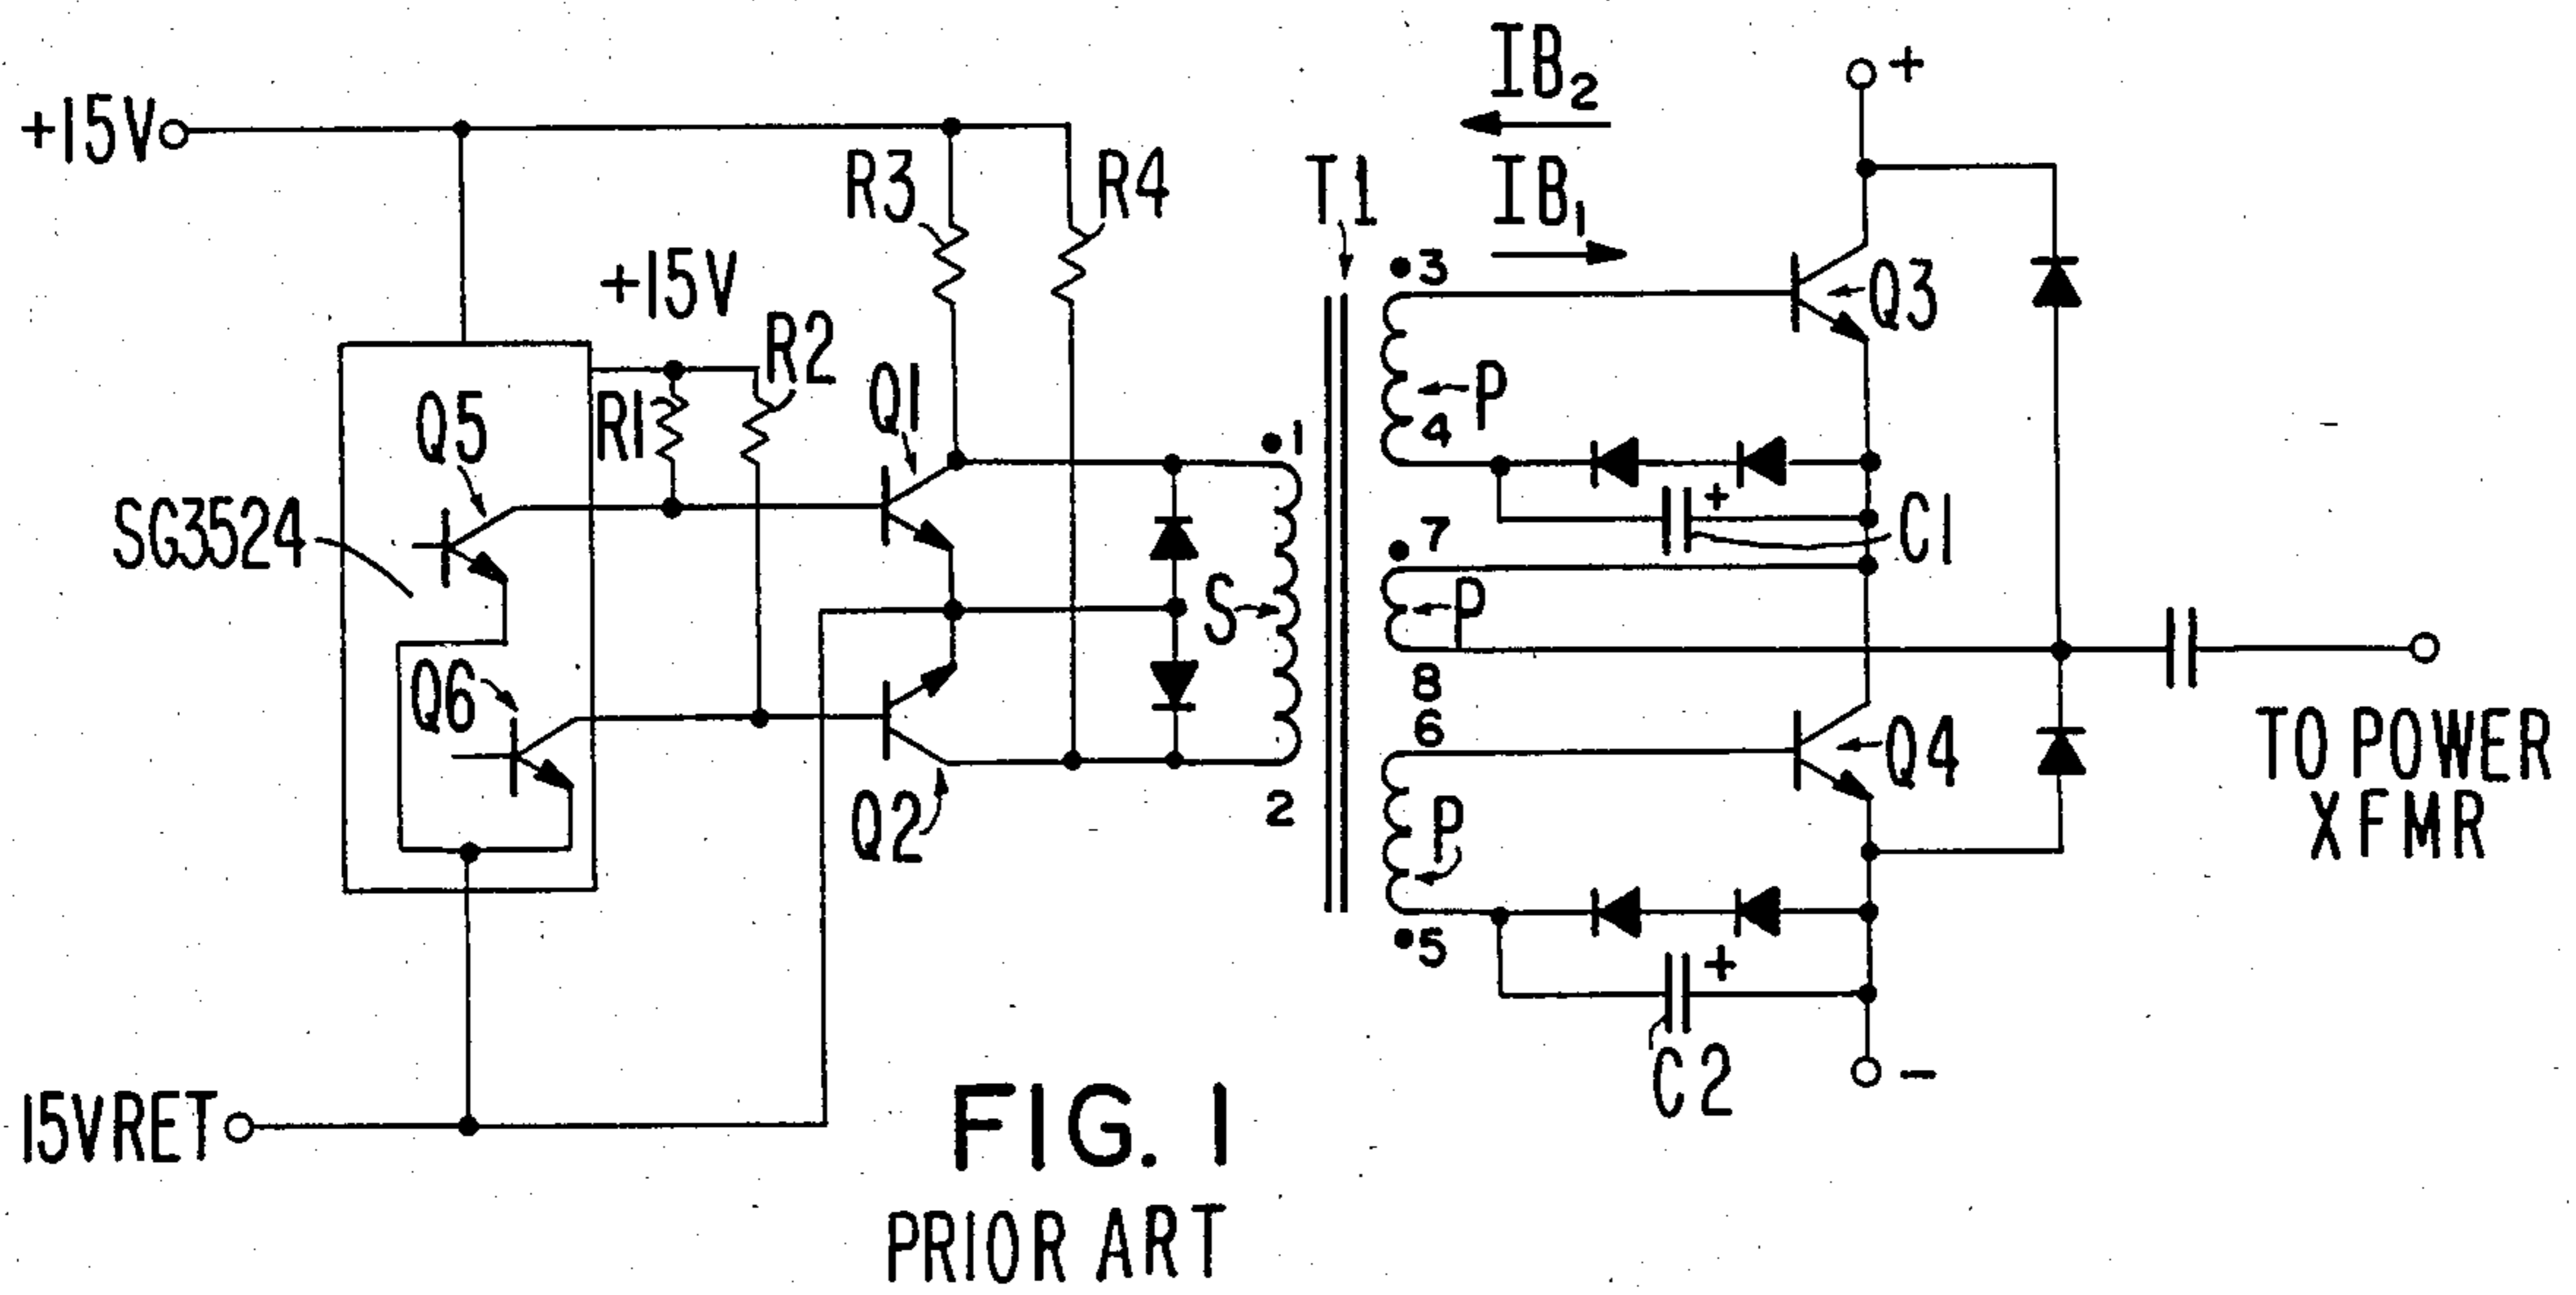 IB2
+
+15V
R3
R4
T1
IB1
3
Q3
+15V
R2
Q1
P
4
1
Q5
R1
+
C1
SG3524
7
S
P
Q6
8
6
Q4
TO POWER
XFMR
Q2
2
P
5
+
C2
-
15VRET
FIG. 1
PRIOR ART